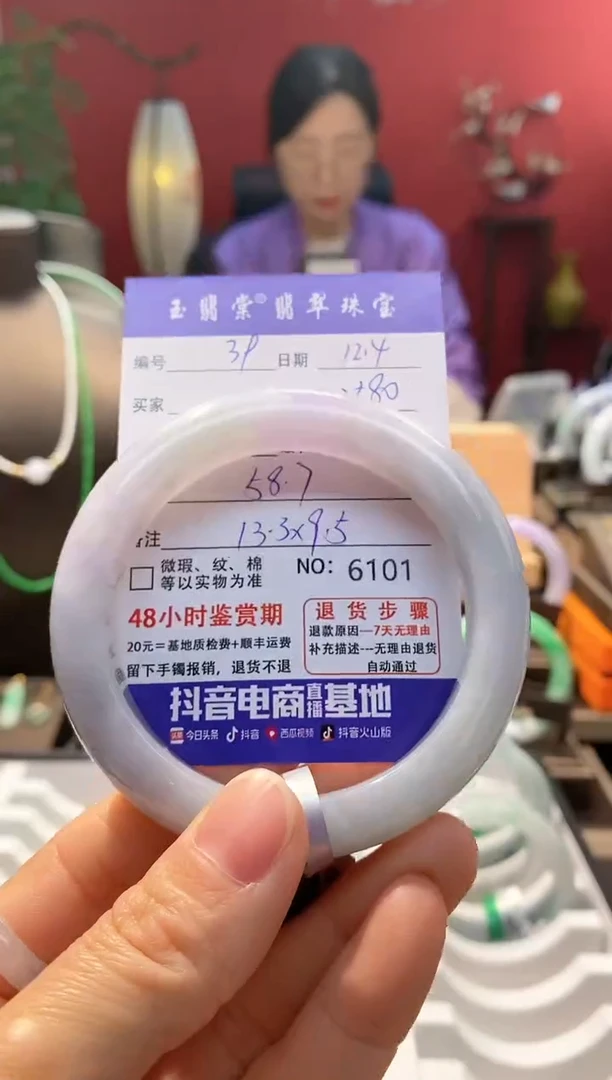 玉翡棠®翡翠珠宝
编号 39 日期 12.4
买家 80
58.7
注 13.3x9.5
微瑕、纹、棉
等以实物为准
NO: 6101
48小时鉴赏期
20元=基地质检费+顺丰运费
留下手镯报销，退货不退
退货步骤
退款原因---7天无理由
补充描述---无理由退货
自动通过
抖音电商直播基地
头条 今日头条 抖音 西瓜视频 抖音火山版